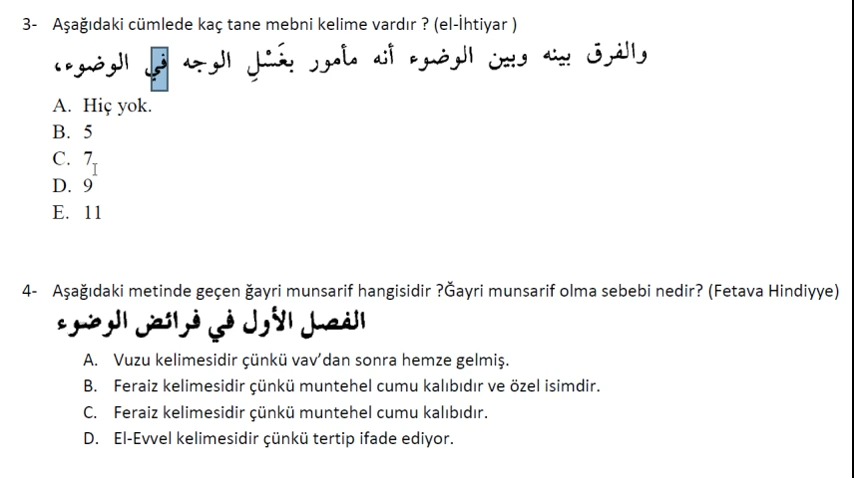 3- Aşağıdaki cümlede kaç tane mebni kelime vardır ? (el-İhtiyar )
والفرق بينه وبين الوضوء أنه مأمور بغَسْلِ الوجه في الوضوء،
A. Hiç yok.
B. 5
C. 7
D. 9
E. 11
4- Aşağıdaki metinde geçen ğayri munsarif hangisidir ?Ğayri munsarif olma sebebi nedir? (Fetava Hindiyye)
الفصل الأول في فرائض الوضوء
A. Vuzu kelimesidir çünkü vav’dan sonra hemze gelmiş.
B. Feraiz kelimesidir çünkü muntehel cumu kalıbıdır ve özel isimdir.
C. Feraiz kelimesidir çünkü muntehel cumu kalıbıdır.
D. El-Evvel kelimesidir çünkü tertip ifade ediyor.